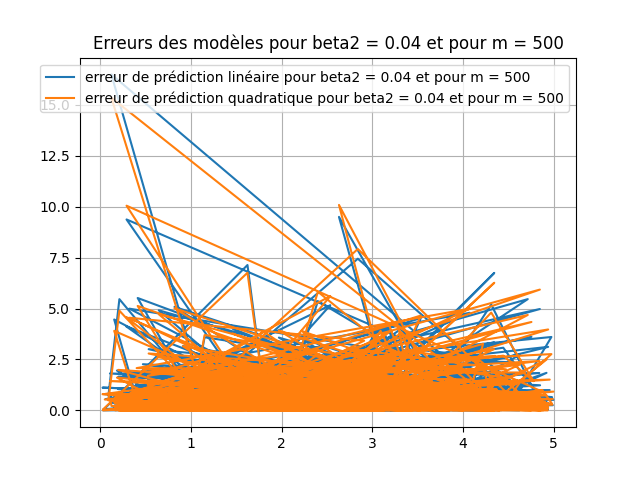 Erreurs des modèles pour beta2 = 0.04 et pour m = 500
erreur de prédiction linéaire pour beta2 = 0.04 et pour m = 500
erreur de prédiction quadratique pour beta2 = 0.04 et pour m = 500
15.0
12.5
10.0
7.5
5.0
2.5
0.0
0 1 2 3 4 5